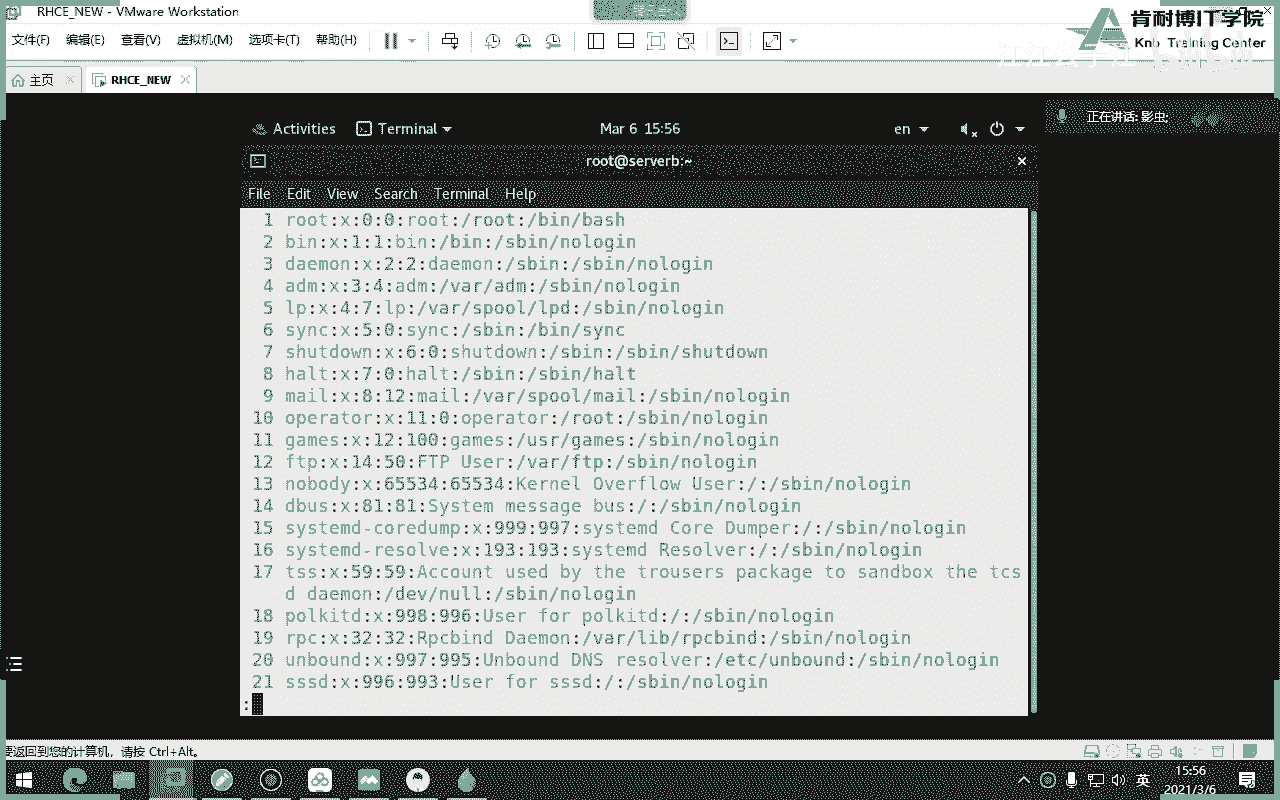 RHCE_NEW - VMware Workstation
肯耐博IT学院
Knb Training Center
文件(F) 编辑(E) 查看(V) 虚拟机(M) 选项卡(T) 帮助(H)
主页 RHCE_NEW
正在讲话: 影虫;
Activities Terminal Mar 6 15:56 en
root@serverb:~
File Edit View Search Terminal Help
1 root:x:0:0:root:/root:/bin/bash
2 bin:x:1:1:bin:/bin:/sbin/nologin
3 daemon:x:2:2:daemon:/sbin:/sbin/nologin
4 adm:x:3:4:adm:/var/adm:/sbin/nologin
5 lp:x:4:7:lp:/var/spool/lpd:/sbin/nologin
6 sync:x:5:0:sync:/sbin:/bin/sync
7 shutdown:x:6:0:shutdown:/sbin:/sbin/shutdown
8 halt:x:7:0:halt:/sbin:/sbin/halt
9 mail:x:8:12:mail:/var/spool/mail:/sbin/nologin
10 operator:x:11:0:operator:/root:/sbin/nologin
11 games:x:12:100:games:/usr/games:/sbin/nologin
12 ftp:x:14:50:FTP User:/var/ftp:/sbin/nologin
13 nobody:x:65534:65534:Kernel Overflow User:/:/sbin/nologin
14 dbus:x:81:81:System message bus:/:/sbin/nologin
15 systemd-coredump:x:999:997:systemd Core Dumper:/:/sbin/nologin
16 systemd-resolve:x:193:193:systemd Resolver:/:/sbin/nologin
17 tss:x:59:59:Account used by the trousers package to sandbox the tcs
d daemon:/dev/null:/sbin/nologin
18 polkitd:x:998:996:User for polkitd:/:/sbin/nologin
19 rpc:x:32:32:Rpcbind Daemon:/var/lib/rpcbind:/sbin/nologin
20 unbound:x:997:995:Unbound DNS resolver:/etc/unbound:/sbin/nologin
21 sssd:x:996:993:User for sssd:/:/sbin/nologin
:
要返回到您的计算机，请按 Ctrl+Alt。
英 15:56
2021/3/6